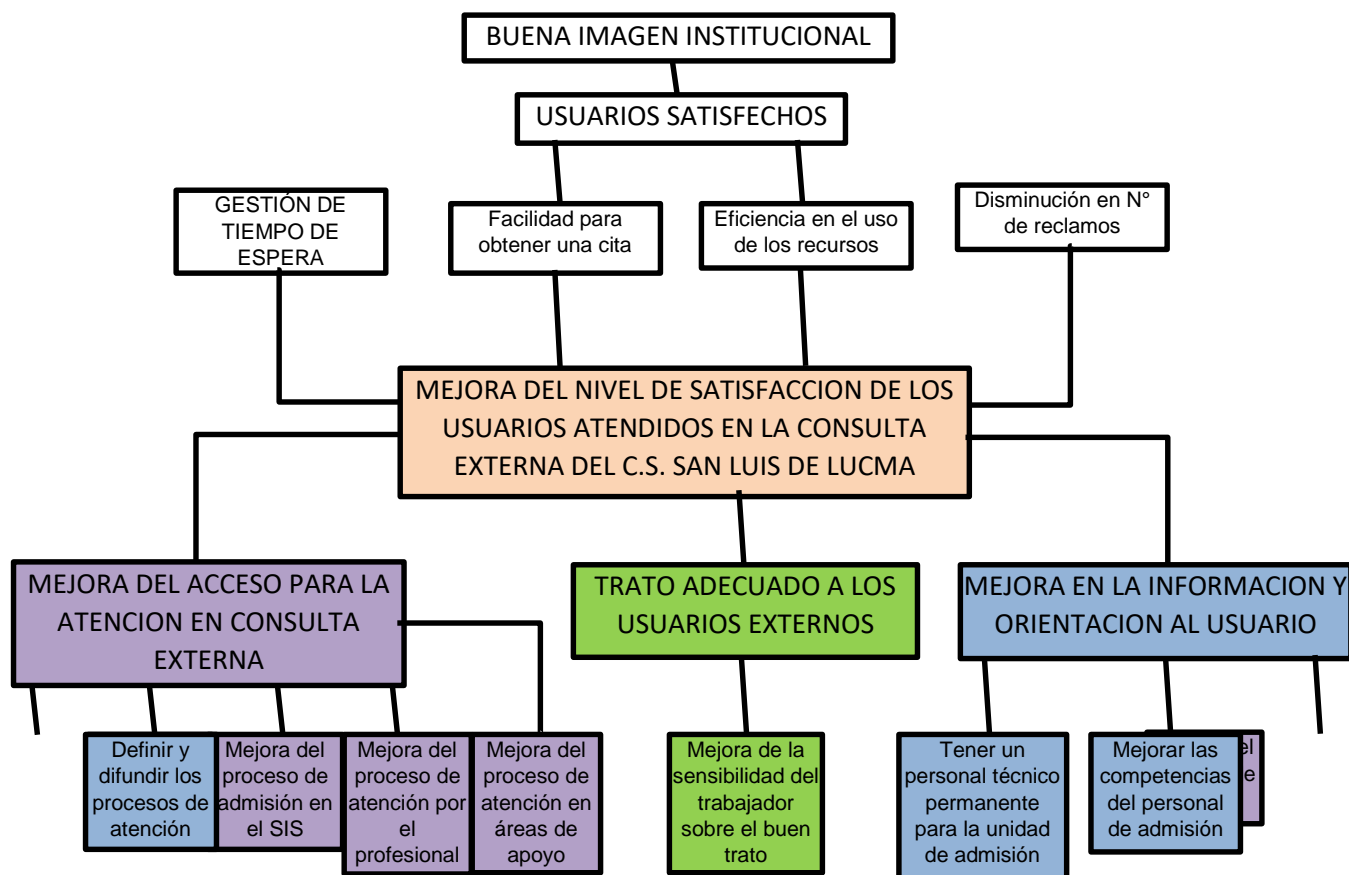 BUENA IMAGEN INSTITUCIONAL
USUARIOS SATISFECHOS
GESTIÓN DE
TIEMPO DE
ESPERA
Facilidad para
obtener una cita
Eficiencia en el uso
de los recursos
Disminución en N°
de reclamos
MEJORA DEL NIVEL DE SATISFACCION DE LOS
USUARIOS ATENDIDOS EN LA CONSULTA
EXTERNA DEL C.S. SAN LUIS DE LUCMA
MEJORA DEL ACCESO PARA LA
ATENCION EN CONSULTA
EXTERNA
TRATO ADECUADO A LOS
USUARIOS EXTERNOS
MEJORA EN LA INFORMACION Y
ORIENTACION AL USUARIO
Definir y
difundir los
procesos de
atención
Mejora del
proceso de
admisión en
el SIS
Mejora del
proceso de
atención por
el
profesional
Mejora del
proceso de
atención en
áreas de
apoyo
Mejora de la
sensibilidad del
trabajador
sobre el buen
trato
Tener un
personal técnico
permanente
para la unidad
de admisión
Mejorar las
competencias
del personal
de admisión